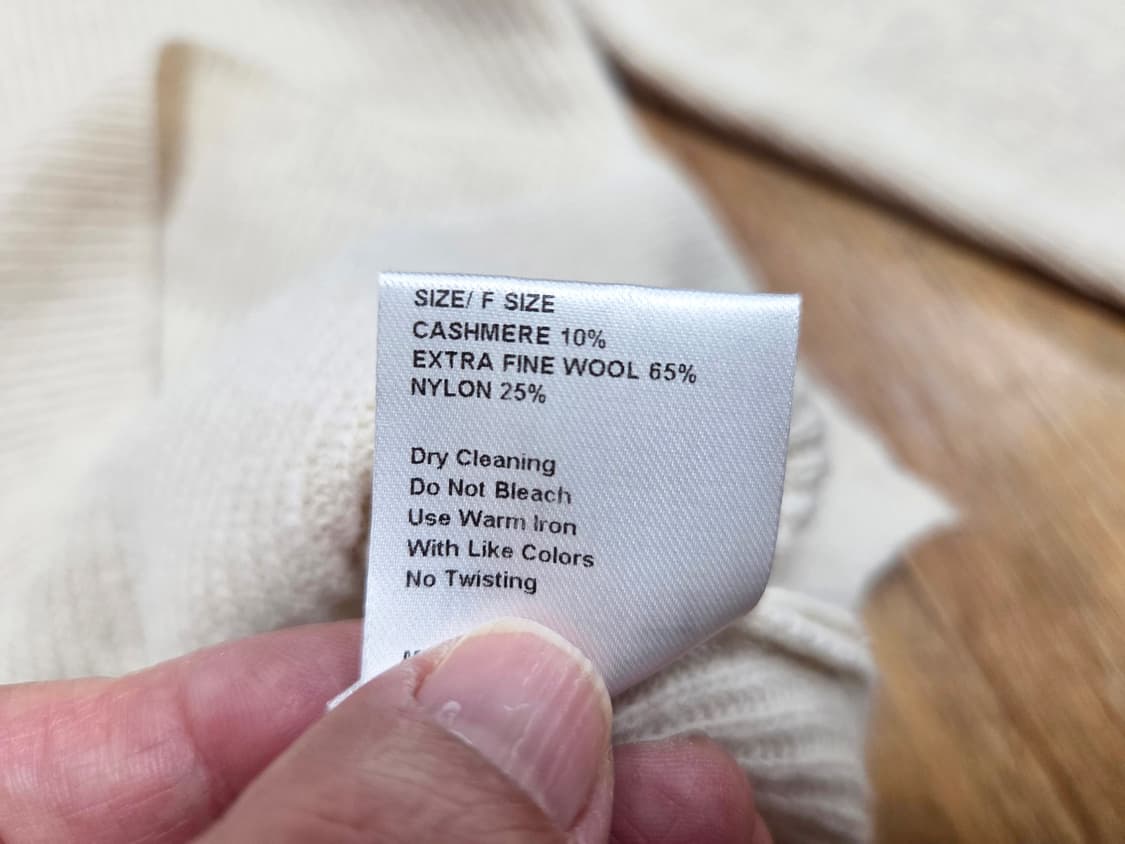 SIZE/ F SIZE
CASHMERE 10%
EXTRA FINE WOOL 65%
NYLON 25%
Dry Cleaning
Do Not Bleach
Use Warm Iron
With Like Colors
No Twisting